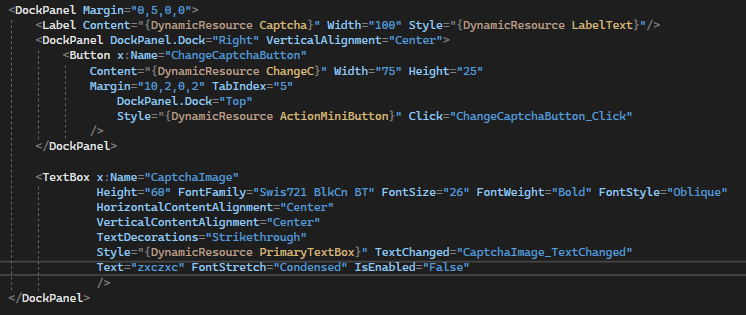 <DockPanel Margin="0,5,0,0">
<Label Content="{DynamicResource Captcha}" Width="100" Style="{DynamicResource LabelText}"/>
<DockPanel DockPanel.Dock="Right" VerticalAlignment="Center">
<Button x:Name="ChangeCaptchaButton"
Content="{DynamicResource ChangeC}" Width="75" Height="25"
Margin="10,2,0,2" TabIndex="5"
DockPanel.Dock="Top"
Style="{DynamicResource ActionMiniButton}" Click="ChangeCaptchaButton_Click"
/>
</DockPanel>
<TextBox x:Name="CaptchaImage"
Height="60" FontFamily="Swis721 BlkCn BT" FontSize="26" FontWeight="Bold" FontStyle="Oblique"
HorizontalContentAlignment="Center"
VerticalContentAlignment="Center"
TextDecorations="Strikethrough"
Style="{DynamicResource PrimaryTextBox}" TextChanged="CaptchaImage_TextChanged"
Text="zxczxc" FontStretch="Condensed" IsEnabled="False"
/>
</DockPanel>